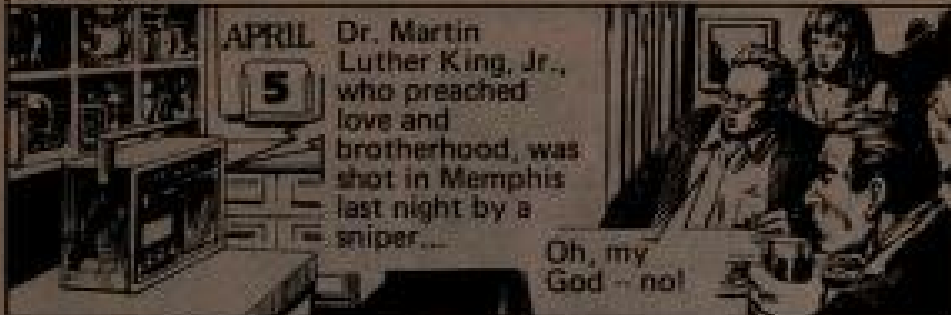 APRIL
5
Dr. Martin
Luther King, Jr.,
who preached
love and
brotherhood, was
shot in Memphis
last night by a
sniper...
Oh, my
God -- no!